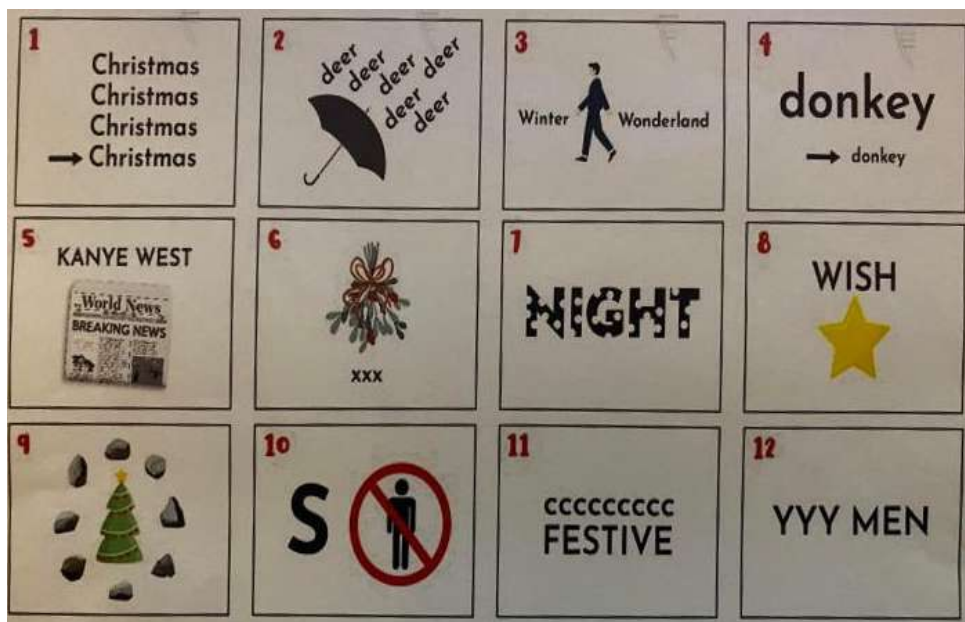 1
Christmas
Christmas
Christmas
Christmas
2
deer
deer
deer
deer
deer
deer
3
Winter Wonderland
4
donkey
donkey
5
KANYE WEST
World News
BREAKING NEWS
6
xxx
7
NIGHT
8
WISH
9
10
S
11
ccccccccc
FESTIVE
12
YYY MEN